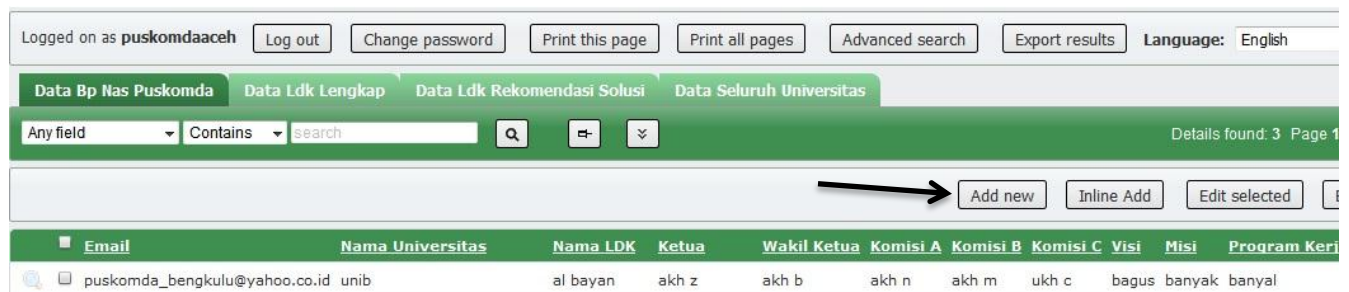 Logged on as puskomdaaceh Log out Change password Print this page Print all pages Advanced search Export results Language: English
Data Bp Nas Puskomda Data Ldk Lengkap Data Ldk Rekomendasi Solusi Data Seluruh Universitas
Any field Contains search Details found: 3 Page 1
Add new Inline Add Edit selected
Email Nama Universitas Nama LDK Ketua Wakil Ketua Komisi A Komisi B Komisi C Visi Misi Program Kerj
puskomda_bengkulu@yahoo.co.id unib al bayan akh z akh b akh n akh m ukh c bagus banyak banyal